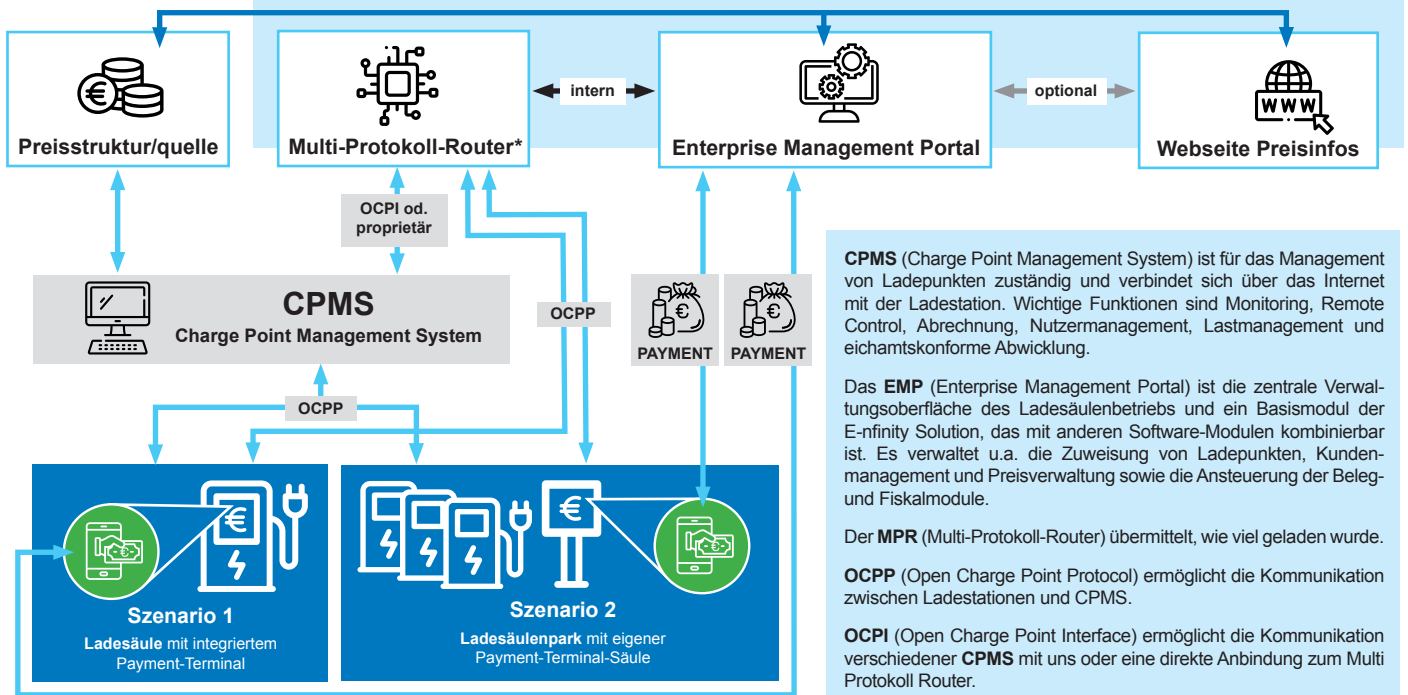 intern
optional
WWW
Preisstruktur/quelle
Multi-Protokoll-Router*
Enterprise Management Portal
Webseite Preisinfos
OCPI od.
proprietär
CPMS
Charge Point Management System
OCPP
PAYMENT
PAYMENT
OCPP
Szenario 1
Ladesäule mit integriertem
Payment-Terminal
Szenario 2
Ladesäulenpark mit eigener
Payment-Terminal-Säule
CPMS (Charge Point Management System) ist für das Management
von Ladepunkten zuständig und verbindet sich über das Internet
mit der Ladestation. Wichtige Funktionen sind Monitoring, Remote
Control, Abrechnung, Nutzermanagement, Lastmanagement und
eichamtskonforme Abwicklung.
Das EMP (Enterprise Management Portal) ist die zentrale Verwal-
tungsoberfläche des Ladesäulenbetriebs und ein Basismodul der
E-nfinity Solution, das mit anderen Software-Modulen kombinierbar
ist. Es verwaltet u.a. die Zuweisung von Ladepunkten, Kunden-
management und Preisverwaltung sowie die Ansteuerung der Beleg-
und Fiskalmodule.
Der MPR (Multi-Protokoll-Router) übermittelt, wie viel geladen wurde.
OCPP (Open Charge Point Protocol) ermöglicht die Kommunikation
zwischen Ladestationen und CPMS.
OCPI (Open Charge Point Interface) ermöglicht die Kommunikation
verschiedener CPMS mit uns oder eine direkte Anbindung zum Multi
Protokoll Router.